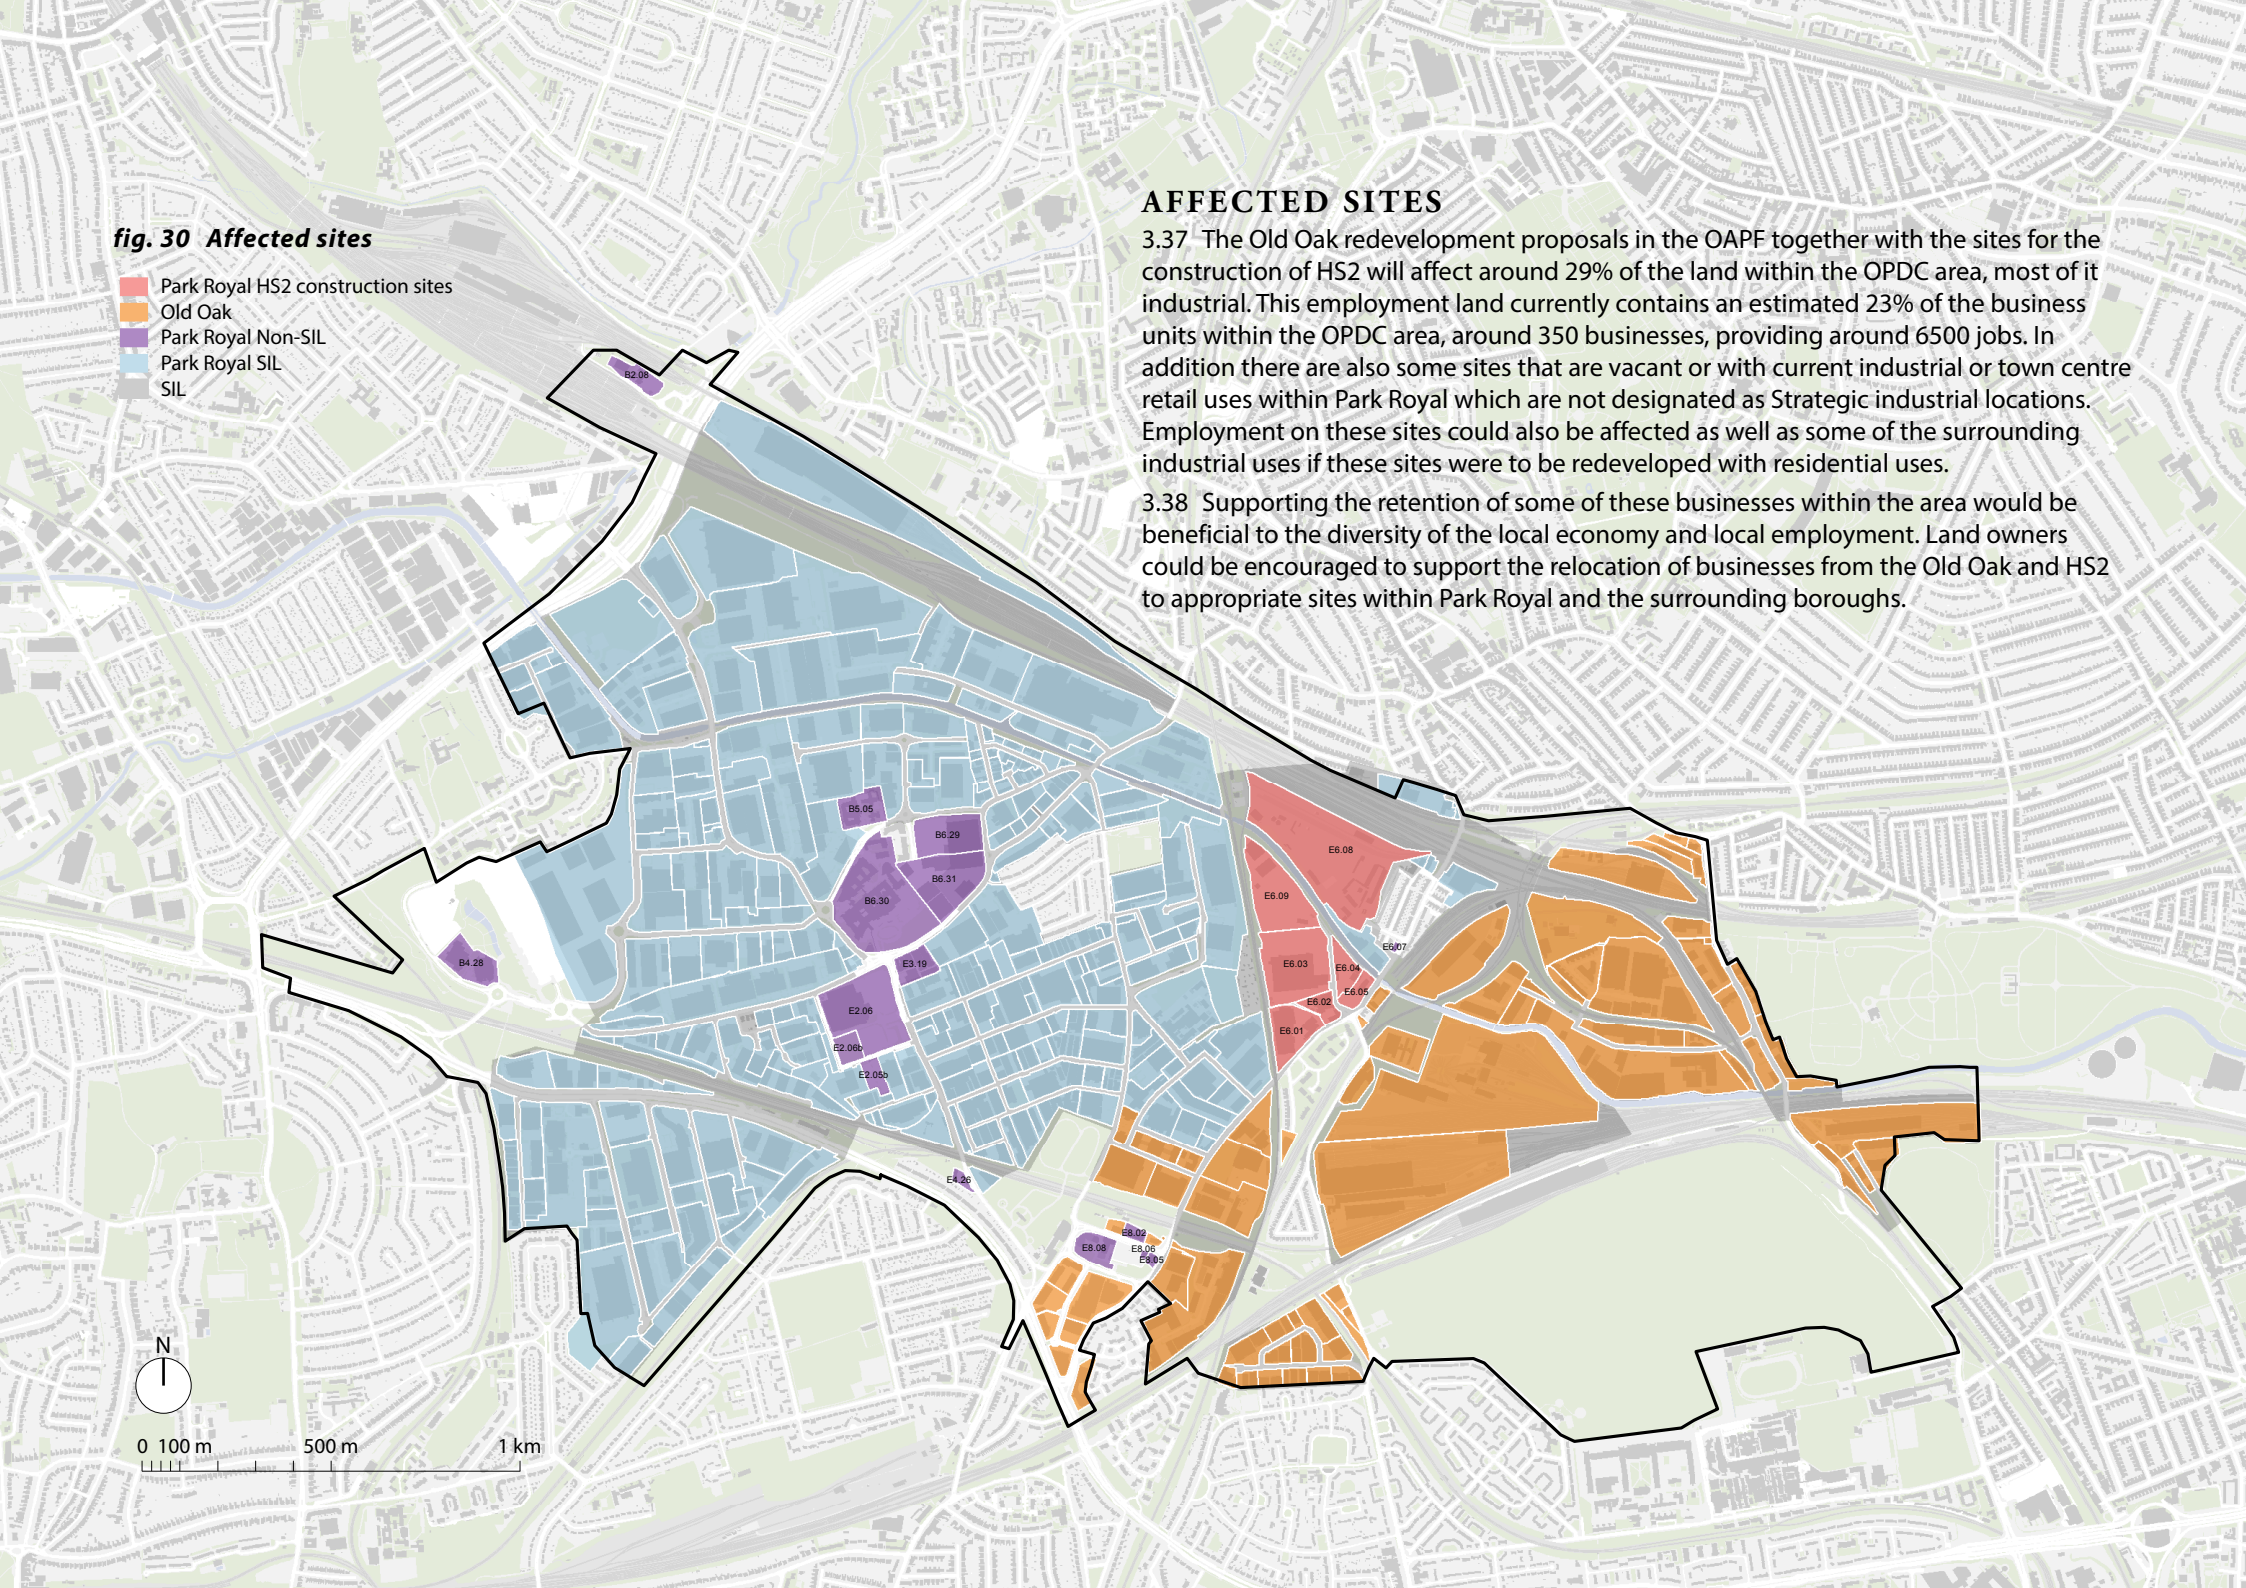 AFFECTED SITES
3.37 The Old Oak redevelopment proposals in the OAPF together with the sites for the
construction of HS2 will affect around 29% of the land within the OPDC area, most of it
industrial. This employment land currently contains an estimated 23% of the business
units within the OPDC area, around 350 businesses, providing around 6500 jobs. In
addition there are also some sites that are vacant or with current industrial or town centre
retail uses within Park Royal which are not designated as Strategic industrial locations.
Employment on these sites could also be affected as well as some of the surrounding
industrial uses if these sites were to be redeveloped with residential uses.
3.38 Supporting the retention of some of these businesses within the area would be
beneficial to the diversity of the local economy and local employment. Land owners
could be encouraged to support the relocation of businesses from the Old Oak and HS2
to appropriate sites within Park Royal and the surrounding boroughs.
fig. 30 Affected sites
Park Royal HS2 construction sites
Old Oak
Park Royal Non-SIL
Park Royal SIL
SIL
B2.08
B5.05
B6.29
B6.31
B6.30
B4.28
E3.19
E2.06
E2.06b
E2.05b
E4.26
E6.08
E6.09
E6.07
E6.03
E6.04
E6.05
E6.02
E6.01
E8.02
E8.08
E8.06
E8.05
N
0 100 m 500 m 1 km